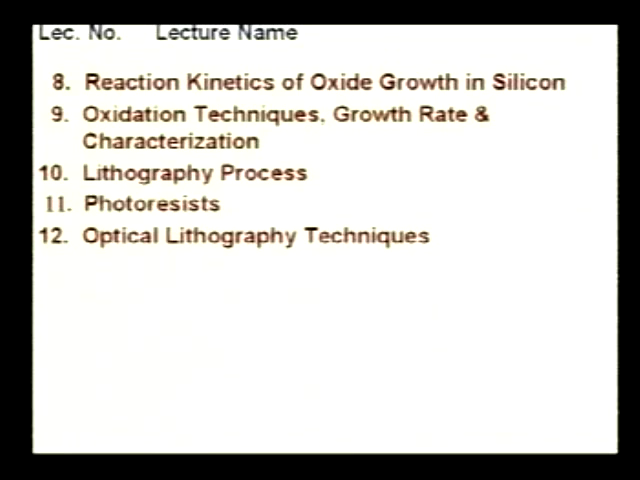 Lec. No. Lecture Name
8. Reaction Kinetics of Oxide Growth in Silicon
9. Oxidation Techniques, Growth Rate &
Characterization
10. Lithography Process
11. Photoresists
12. Optical Lithography Techniques